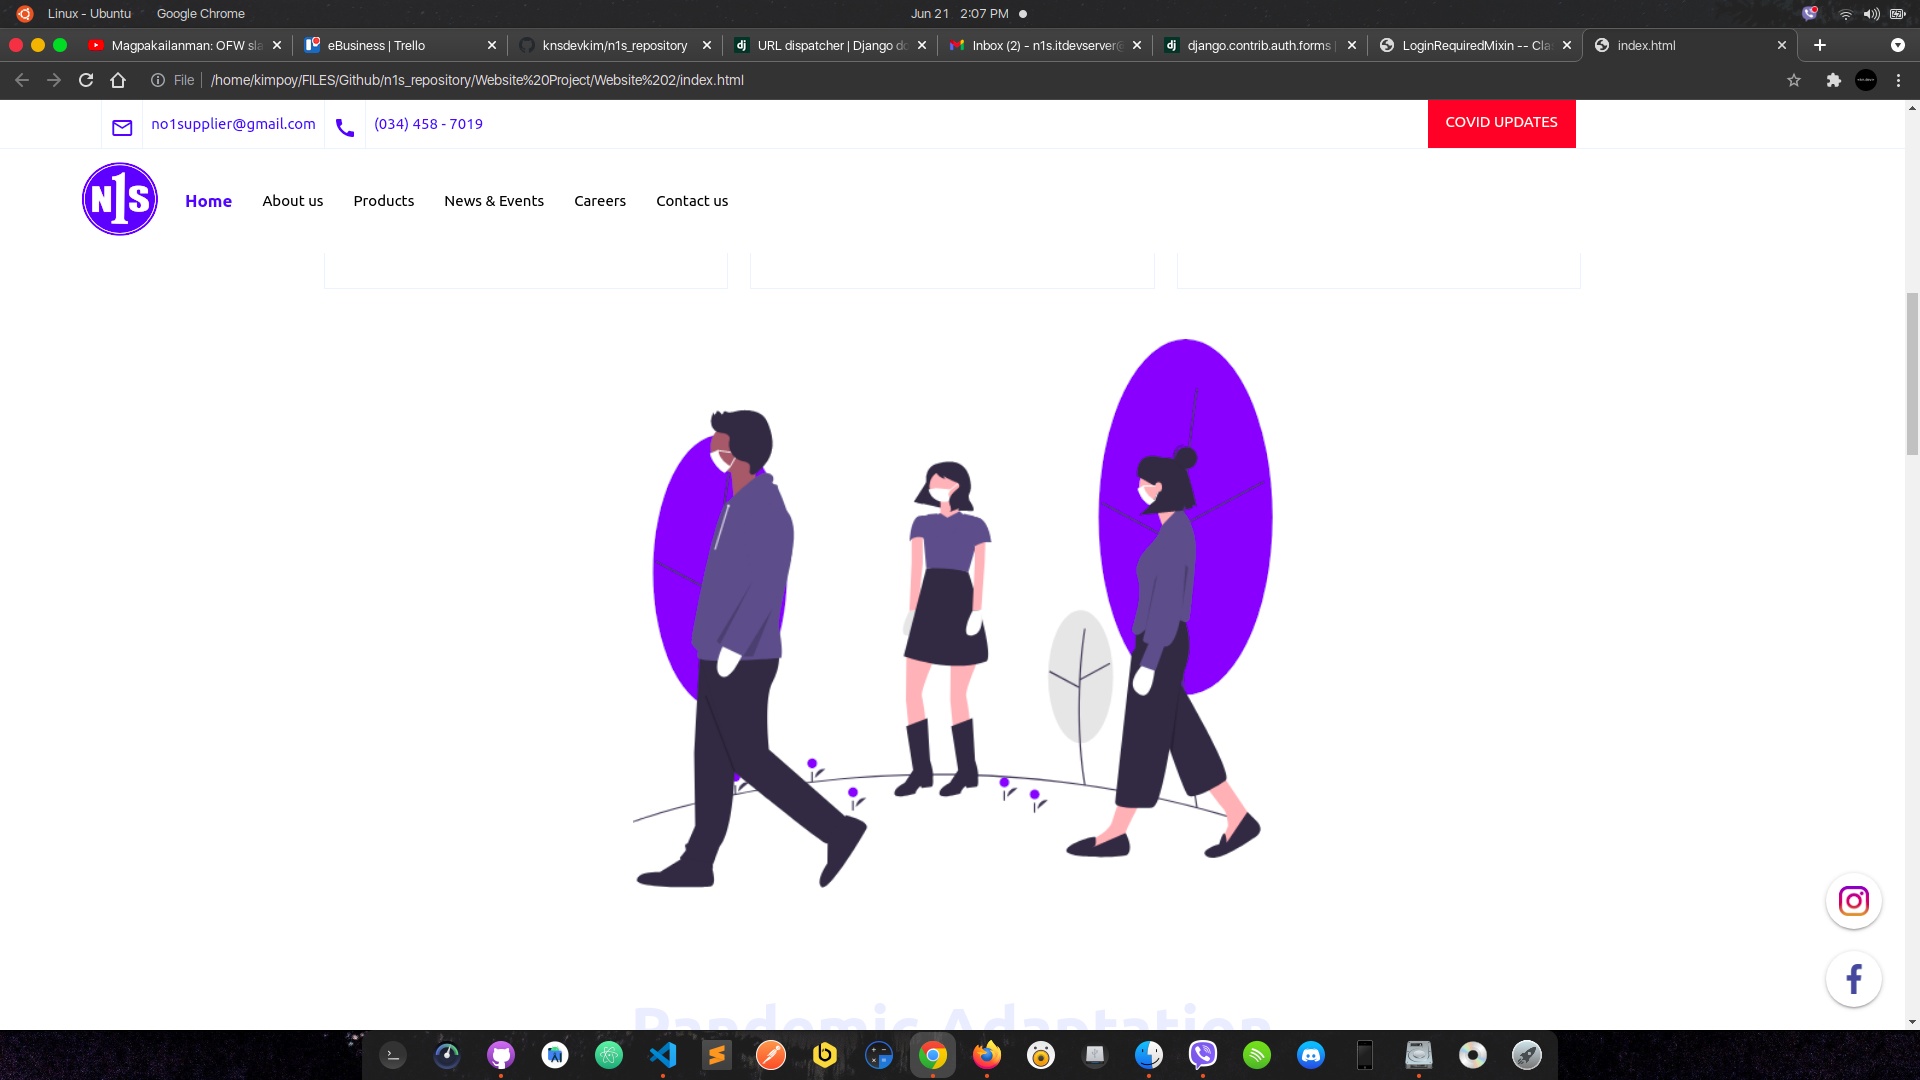 Linux - Ubuntu Google Chrome Jun 21 2:07 PM
Magpakailanman: OFW sla eBusiness | Trello knsdevkim/n1s_repository URL dispatcher | Django do Inbox (2) - n1s.itdevserver@ django.contrib.auth.forms | LoginRequiredMixin -- Cla index.html
File /home/kimpoy/FILES/Github/n1s_repository/Website%20Project/Website%202/index.html
no1supplier@gmail.com (034) 458 - 7019 COVID UPDATES
N1S Home About us Products News & Events Careers Contact us
Pandemic Adaptation